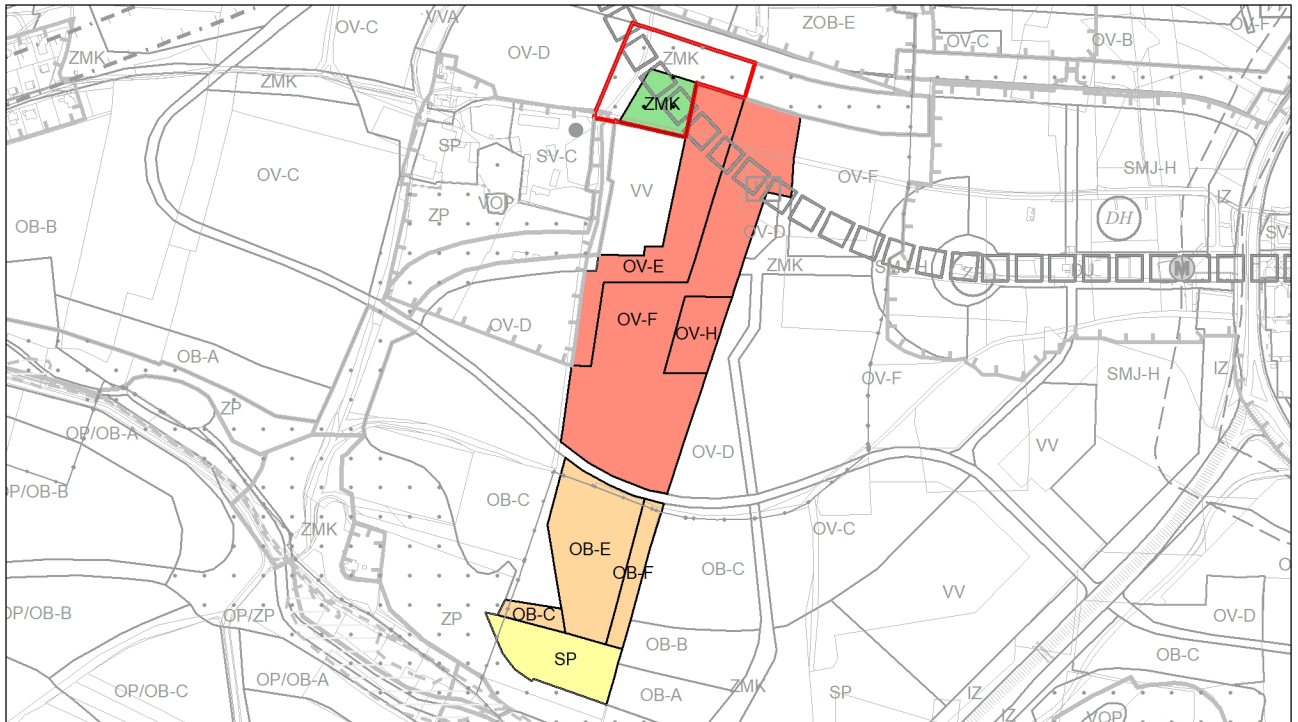 OV-C
VVA
ZOB-E
OV-F
OV-D
ZMK
OV-C
OV-B
ZMK
ZMK
ZMK
SP
SV-C
OV-C
VV
OV-F
SMJ-H
IZ
ZP
VOP
DH
OB-B
OV-D
SV-
OV-E
ZMK
DU
M
OV-D
OV-F
OV-H
OB-A
OV-F
SMJ-H
IZ
ZP
OP/OB-A
OV-D
VV
OP/OB-B
OB-C
ZMK
OV-C
OB-E
OB-F
OB-C
VV
OP/OB-B
OP/ZP
ZP
OB-C
OV-D
OB-B
SP
OB-C
OP/OB-C
OP/OB-A
OB-A
ZMK
SP
IZ
IZ
VOP